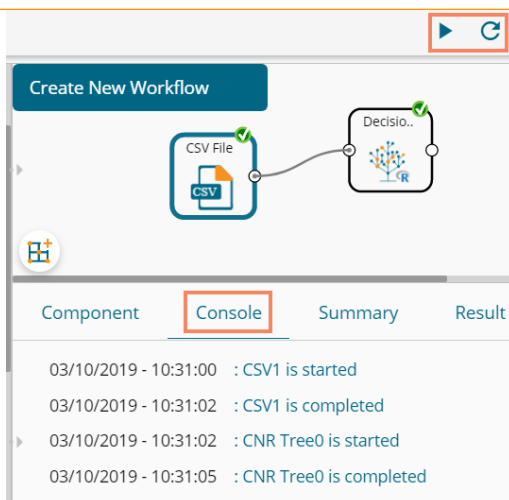 Create New Workflow
CSV File
Decisio..
CSV
R
Component Console Summary Result
03/10/2019 - 10:31:00 : CSV1 is started
03/10/2019 - 10:31:02 : CSV1 is completed
03/10/2019 - 10:31:02 : CNR Tree0 is started
03/10/2019 - 10:31:05 : CNR Tree0 is completed